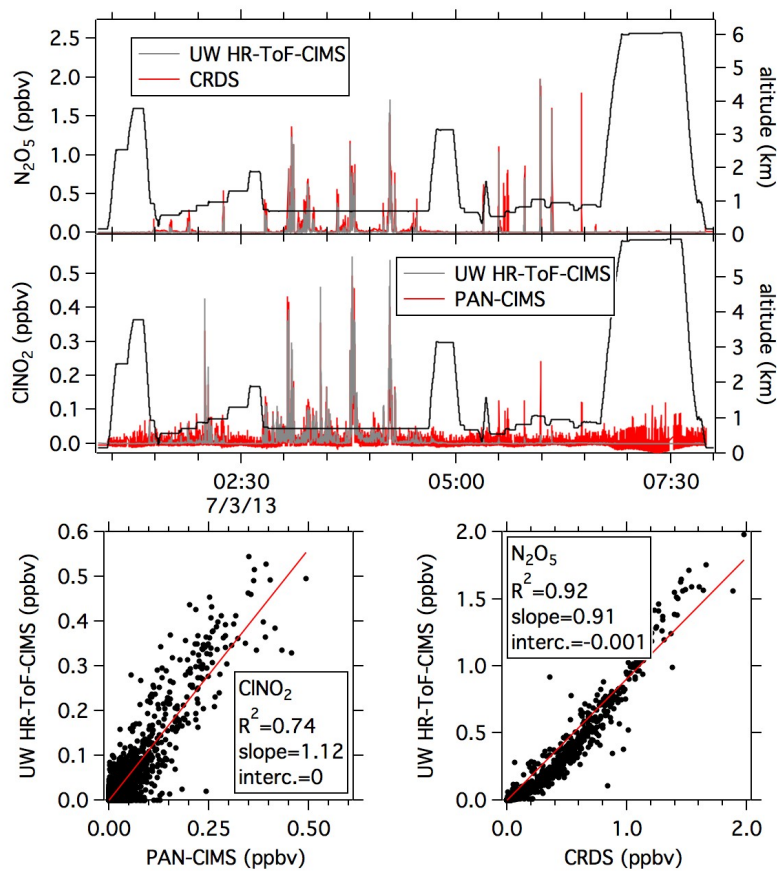 UW HR-ToF-CIMS
CRDS
N₂O₅ (ppbv)
2.5
2.0
1.5
1.0
0.5
0.0
altitude (km)
6
5
4
3
2
1
0
UW HR-ToF-CIMS
PAN-CIMS
ClNO₂ (ppbv)
0.5
0.4
0.3
0.2
0.1
0.0
altitude (km)
5
4
3
2
1
0
02:30
7/3/13
05:00
07:30
UW HR-ToF-CIMS (ppbv)
0.6
0.5
0.4
0.3
0.2
0.1
0.0
ClNO₂
R²=0.74
slope=1.12
interc.=0
0.00
0.25
0.50
PAN-CIMS (ppbv)
UW HR-ToF-CIMS (ppbv)
2.0
1.5
1.0
0.5
0.0
N₂O₅
R²=0.92
slope=0.91
interc.=-0.001
0.0
1.0
2.0
CRDS (ppbv)